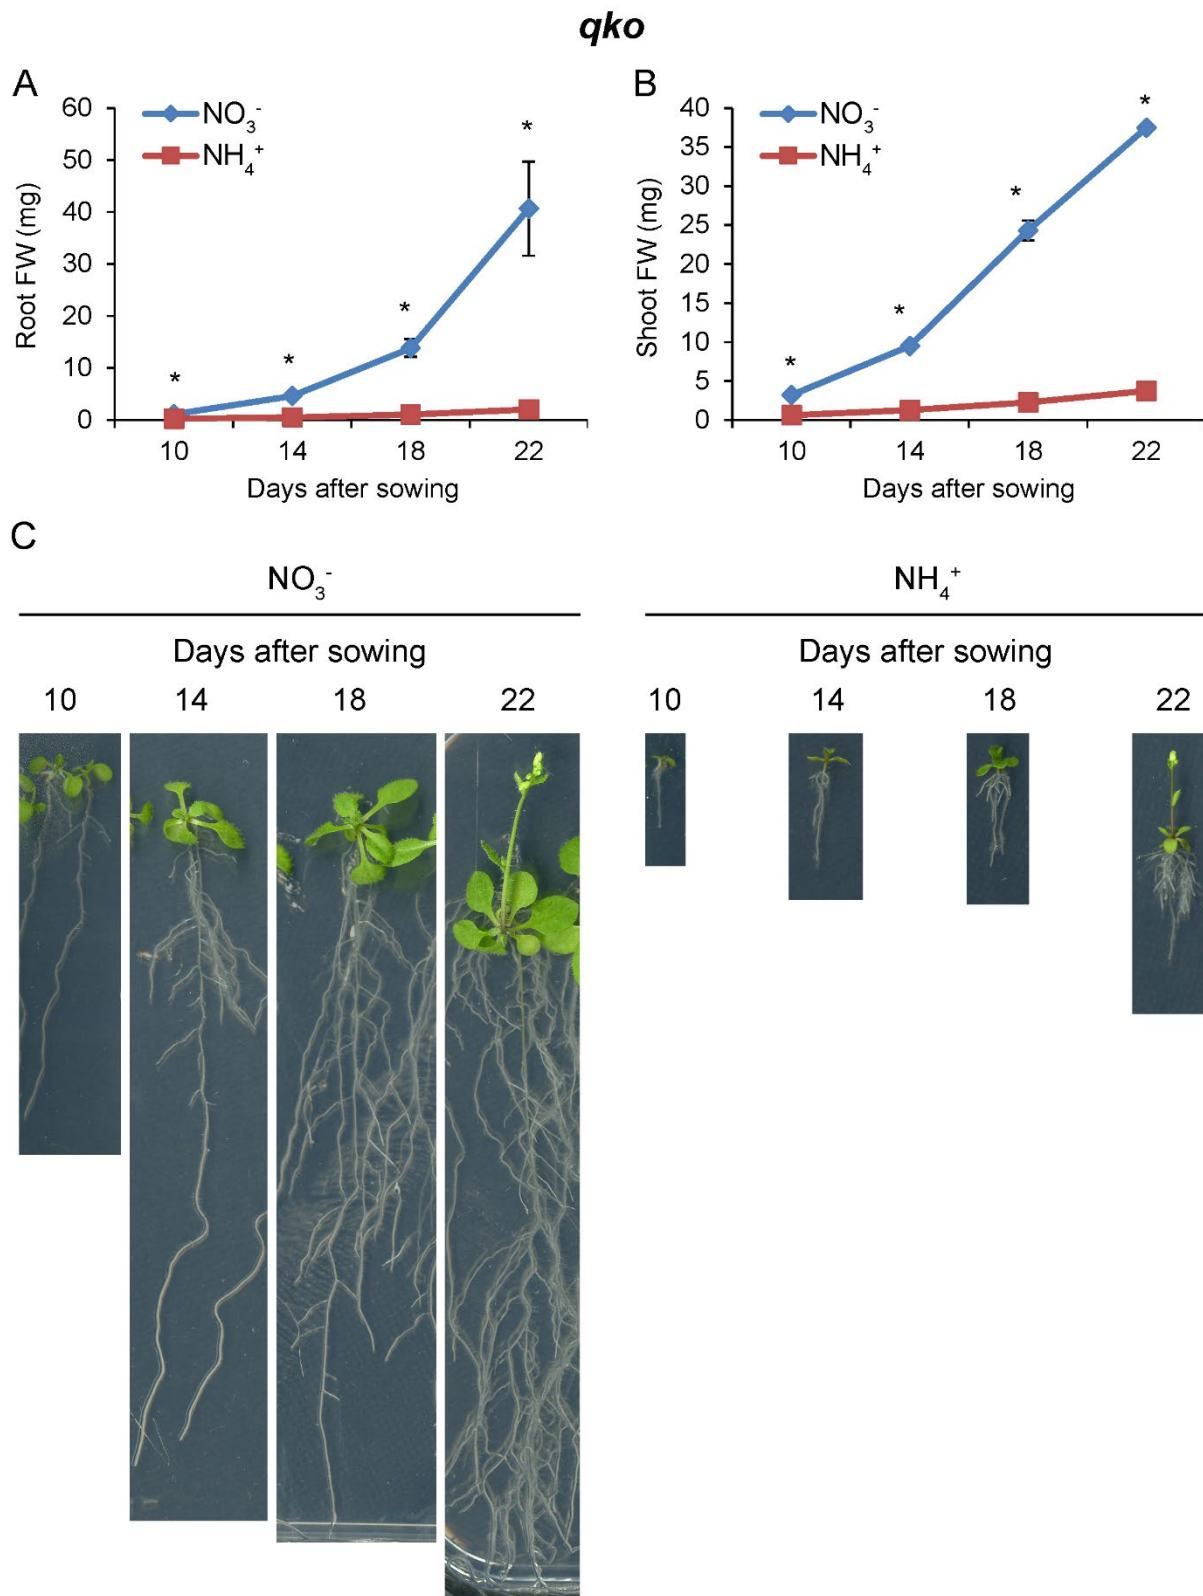 qko
A
60
50
40
30
20
10
0
Root FW (mg)
NO₃⁻
NH₄⁺
*
*
*
*
10 14 18 22
Days after sowing
B
40
35
30
25
20
15
10
5
0
Shoot FW (mg)
NO₃⁻
NH₄⁺
*
*
*
*
10 14 18 22
Days after sowing
C
NO₃⁻
Days after sowing
10 14 18 22
NH₄⁺
Days after sowing
10 14 18 22